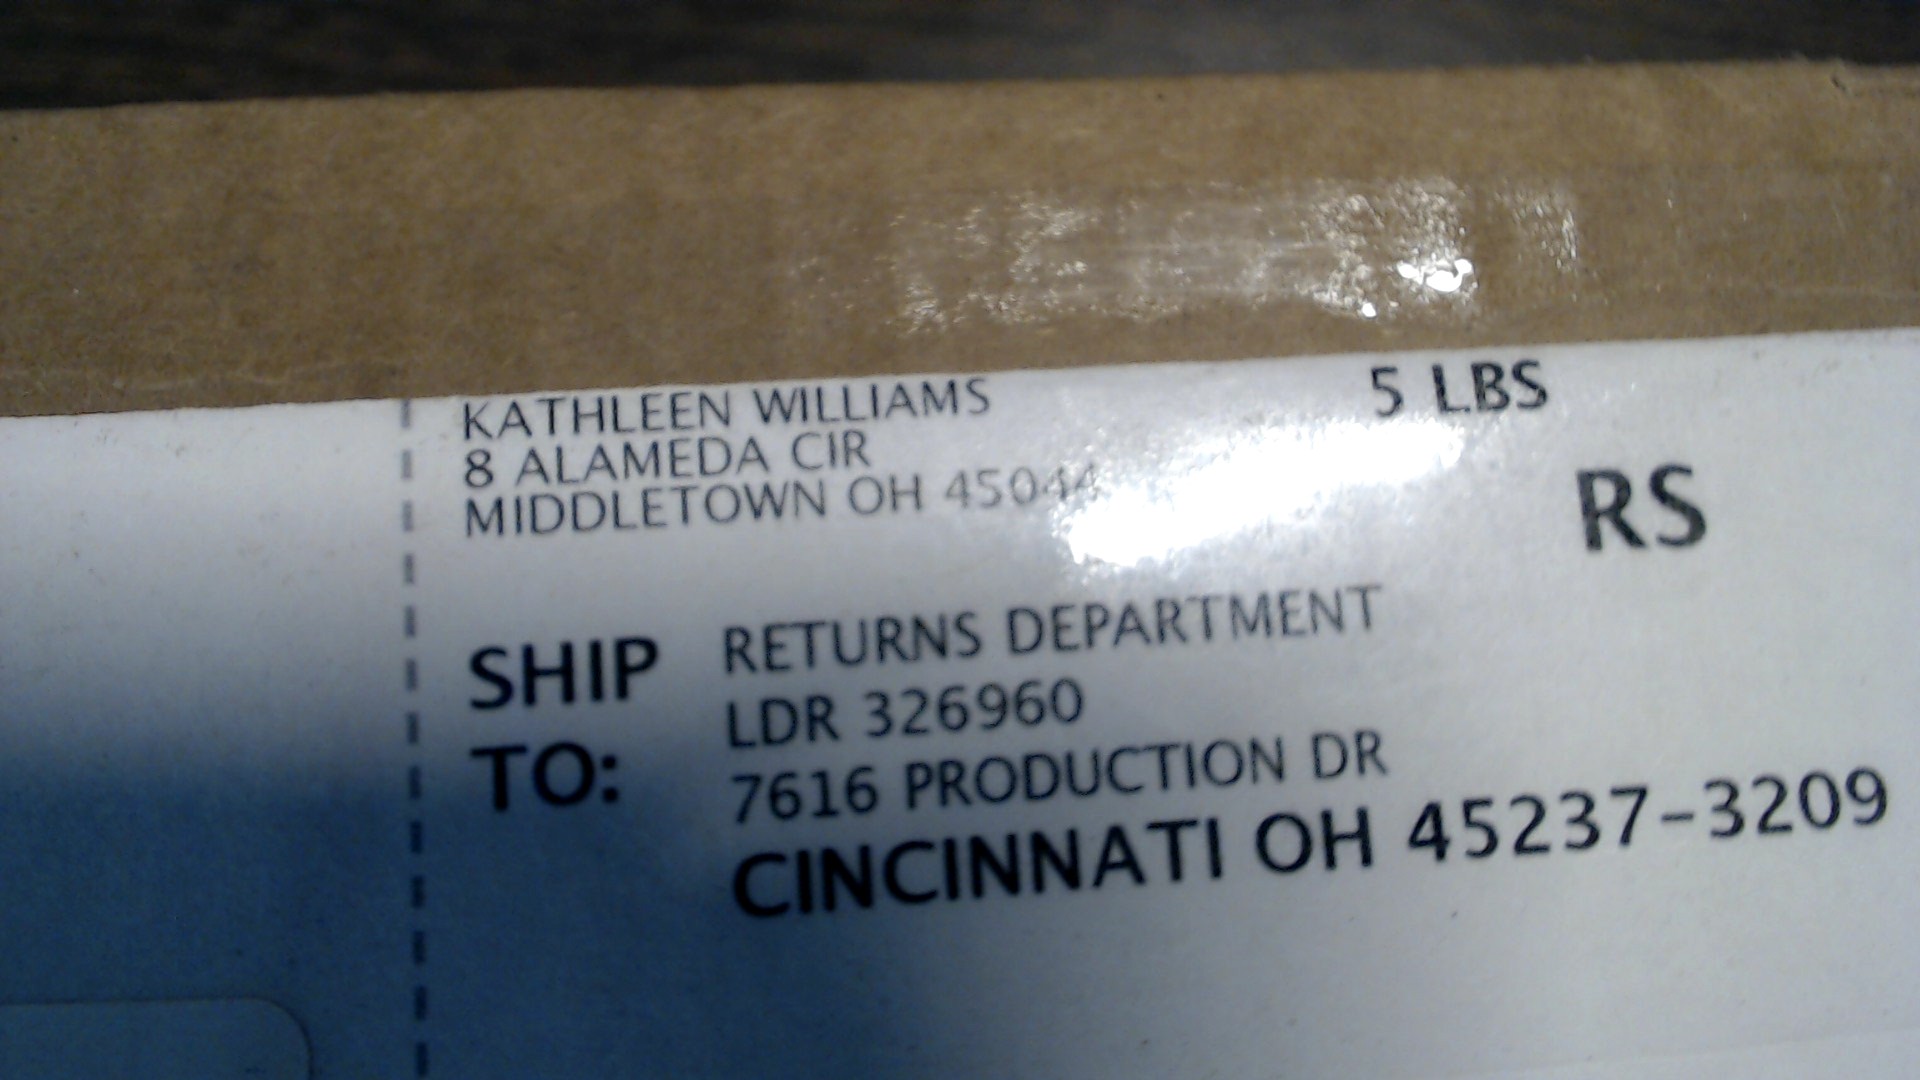 KATHLEEN WILLIAMS
5 LBS
8 ALAMEDA CIR
MIDDLETOWN OH 45044
RS
SHIP TO:
RETURNS DEPARTMENT
LDR 326960
7616 PRODUCTION DR
CINCINNATI OH 45237-3209